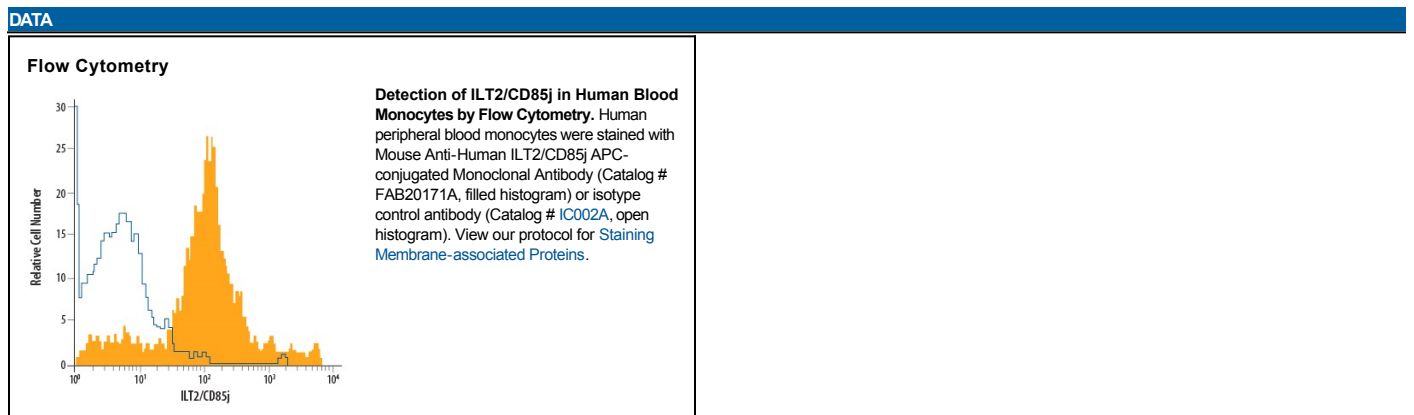 DATA
Flow Cytometry
Detection of ILT2/CD85j in Human Blood
Monocytes by Flow Cytometry. Human
peripheral blood monocytes were stained with
Mouse Anti-Human ILT2/CD85j APC-
conjugated Monoclonal Antibody (Catalog #
FAB20171A, filled histogram) or isotype
control antibody (Catalog # IC002A, open
histogram). View our protocol for Staining
Membrane-associated Proteins.
Relative Cell Number
30
25
20
15
10
5
0
10⁰ 10¹ 10² 10³ 10⁴
ILT2/CD85j